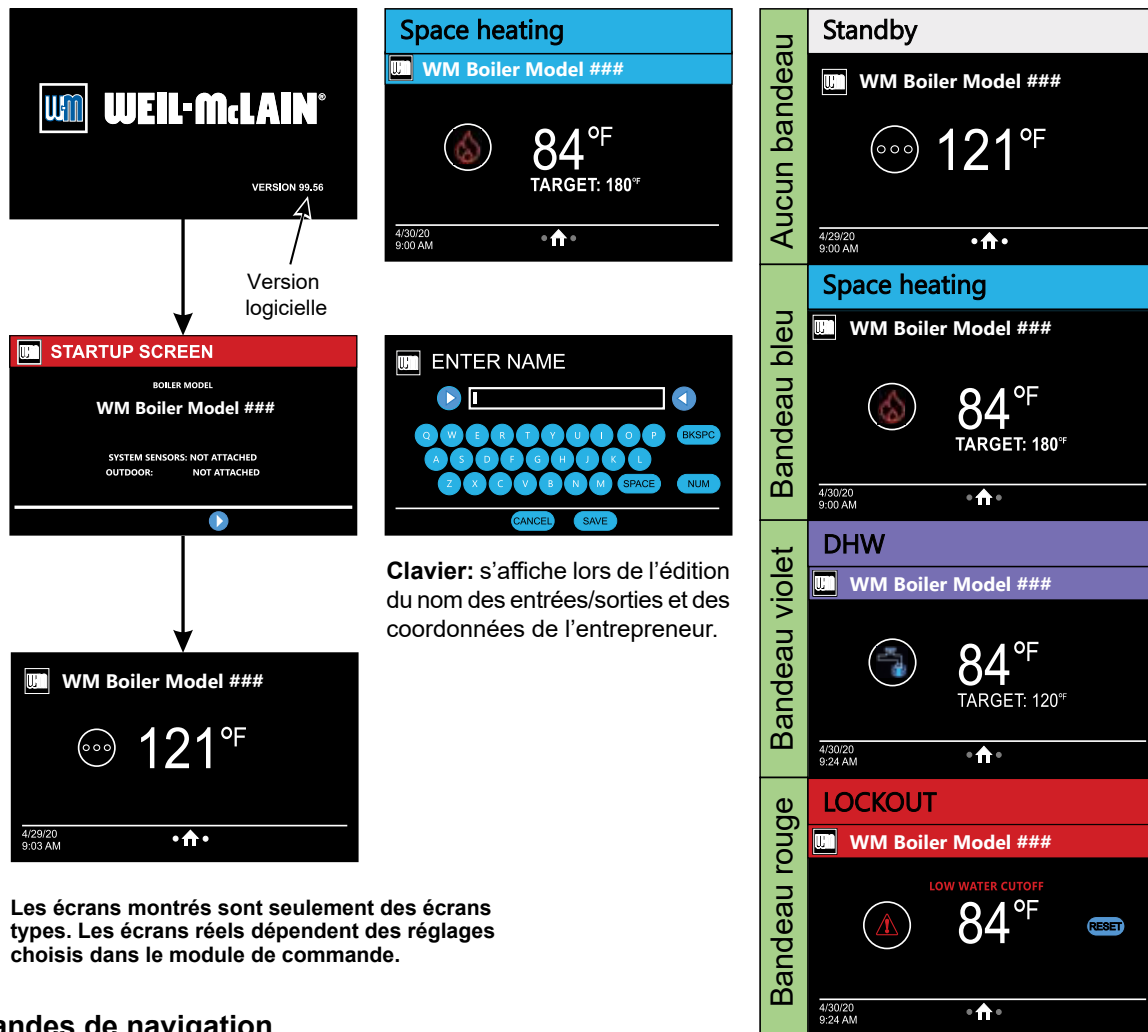 WM WEIL-McLAIN®
VERSION 99.56
Version
logicielle
STARTUP SCREEN
BOILER MODEL
WM Boiler Model ###
SYSTEM SENSORS: NOT ATTACHED
OUTDOOR: NOT ATTACHED
WM Boiler Model ###
121°F
4/29/20
9:03 AM
Les écrans montrés sont seulement des écrans
types. Les écrans réels dépendent des réglages
choisis dans le module de commande.
andes de navigation
Space heating
WM Boiler Model ###
84°F
TARGET: 180°F
4/30/20
9:00 AM
ENTER NAME
Q W E R T Y U I O P BKSPC
A S D F G H J K L
Z X C V B N M SPACE NUM
CANCEL SAVE
Clavier: s’affiche lors de l’édition
du nom des entrées/sorties et des
coordonnées de l’entrepreneur.
Aucun bandeau
Standby
WM Boiler Model ###
121°F
4/29/20
9:00 AM
Bandeau bleu
Space heating
WM Boiler Model ###
84°F
TARGET: 180°F
4/30/20
9:00 AM
Bandeau violet
DHW
WM Boiler Model ###
84°F
TARGET: 120°F
4/30/20
9:24 AM
Bandeau rouge
LOCKOUT
WM Boiler Model ###
LOW WATER CUTOFF
84°F
RESET
4/30/20
9:24 AM